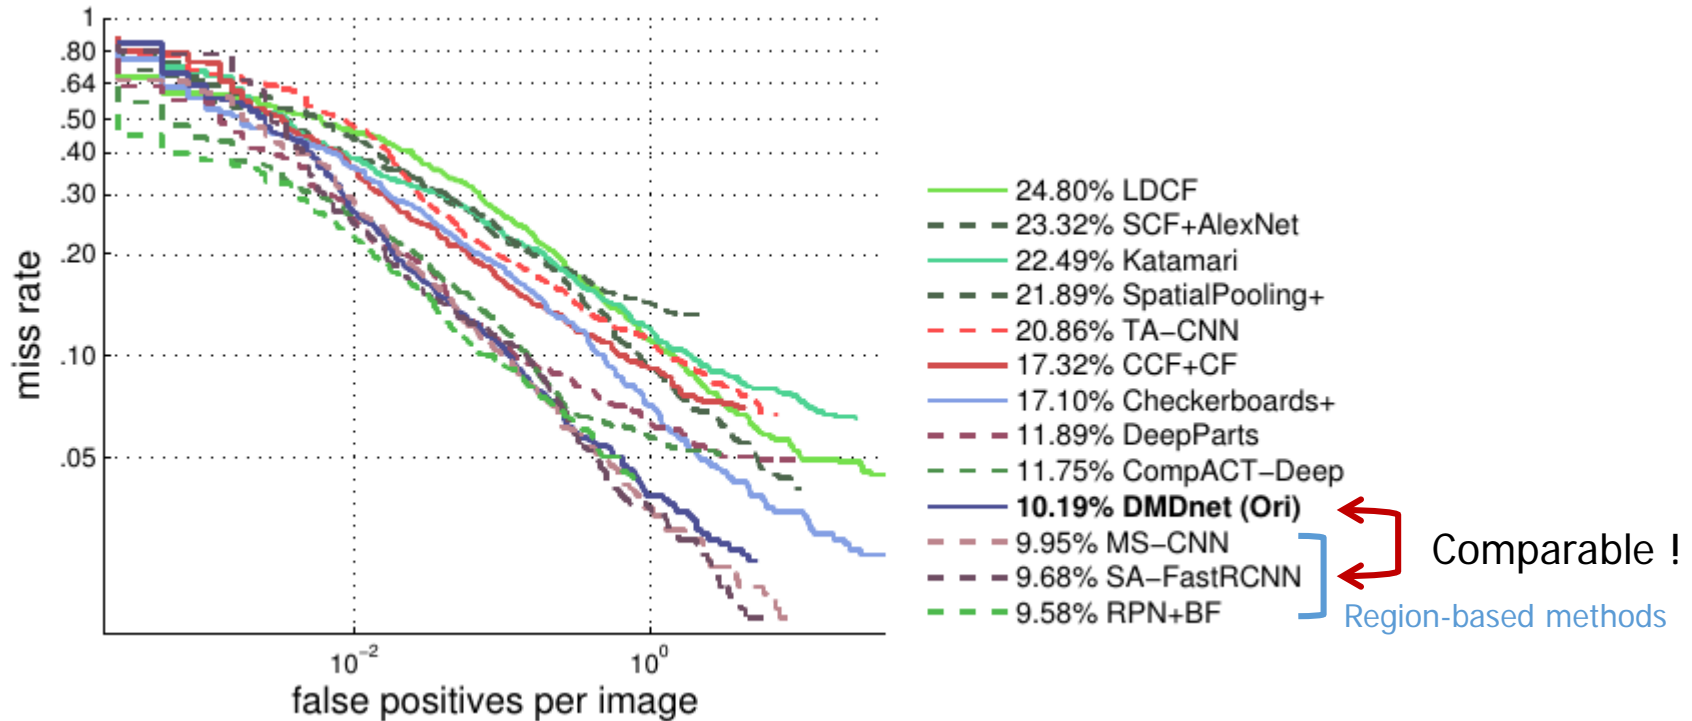 1
.80
.64
.50
.40
.30
.20
.10
.05
miss rate
10⁻²
10⁰
false positives per image
24.80% LDCF
23.32% SCF+AlexNet
22.49% Katamari
21.89% SpatialPooling+
20.86% TA−CNN
17.32% CCF+CF
17.10% Checkerboards+
11.89% DeepParts
11.75% CompACT−Deep
10.19% DMDnet (Ori)
9.95% MS−CNN
9.68% SA−FastRCNN
9.58% RPN+BF
Comparable !
Region-based methods